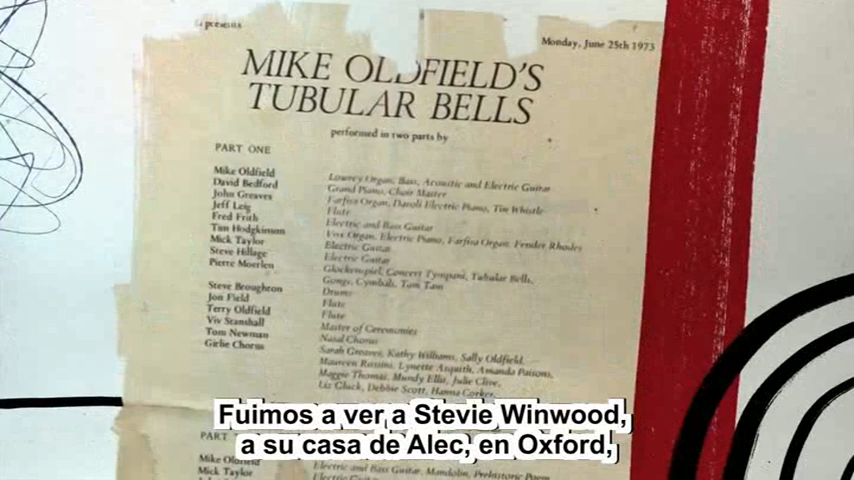 presents
Monday, June 25th 1973
MIKE OLDFIELD'S
TUBULAR BELLS
performed in two parts by
PART ONE
Mike Oldfield Lowrey Organ, Bass, Acoustic and Electric Guitar
David Bedford Grand Piano, Choir Master
John Greaves Farfisa Organ, Davoli Electric Piano, Tin Whistle
Jeff Leig Flute
Fred Frith Electric and Bass Guitar
Tim Hodgkinson Vox Organ, Electric Piano, Farfisa Organ, Fender Rhodes
Mick Taylor Electric Guitar
Steve Hillage Electric Guitar
Pierre Moerlen Glockenspiel, Concert Tympani, Tubular Bells,
Gongs, Cymbals, Tam Tam
Steve Broughton Drums
Jon Field Flute
Terry Oldfield Flute
Viv Stanshall Master of Ceremonies
Tom Newman Nasal Chorus
Girlie Chorus Sarah Greaves, Kathy Williams, Sally Oldfield,
Maureen Rossini, Lynette Asquith, Amanda Parsons,
Maggie Thomas, Mundy Ellis, Julie Clive,
Liz Gluck, Debbie Scott, Hanna Corker
Fuimos a ver a Stevie Winwood,
a su casa de Alec, en Oxford,
PART
Mike Oldfield
Mick Taylor Electric and Bass Guitar, Mandolin,